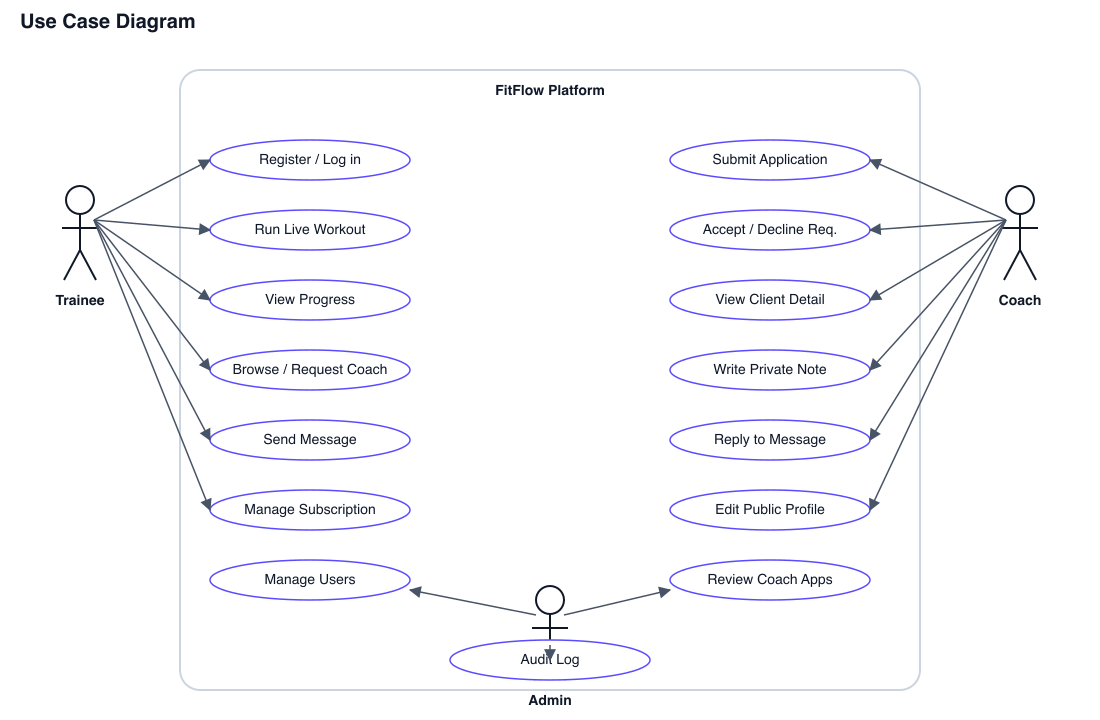 Use Case Diagram
FitFlow Platform
Register / Log in
Submit Application
Run Live Workout
Accept / Decline Req.
View Progress
View Client Detail
Trainee
Coach
Browse / Request Coach
Write Private Note
Send Message
Reply to Message
Manage Subscription
Edit Public Profile
Manage Users
Review Coach Apps
Audit Log
Admin